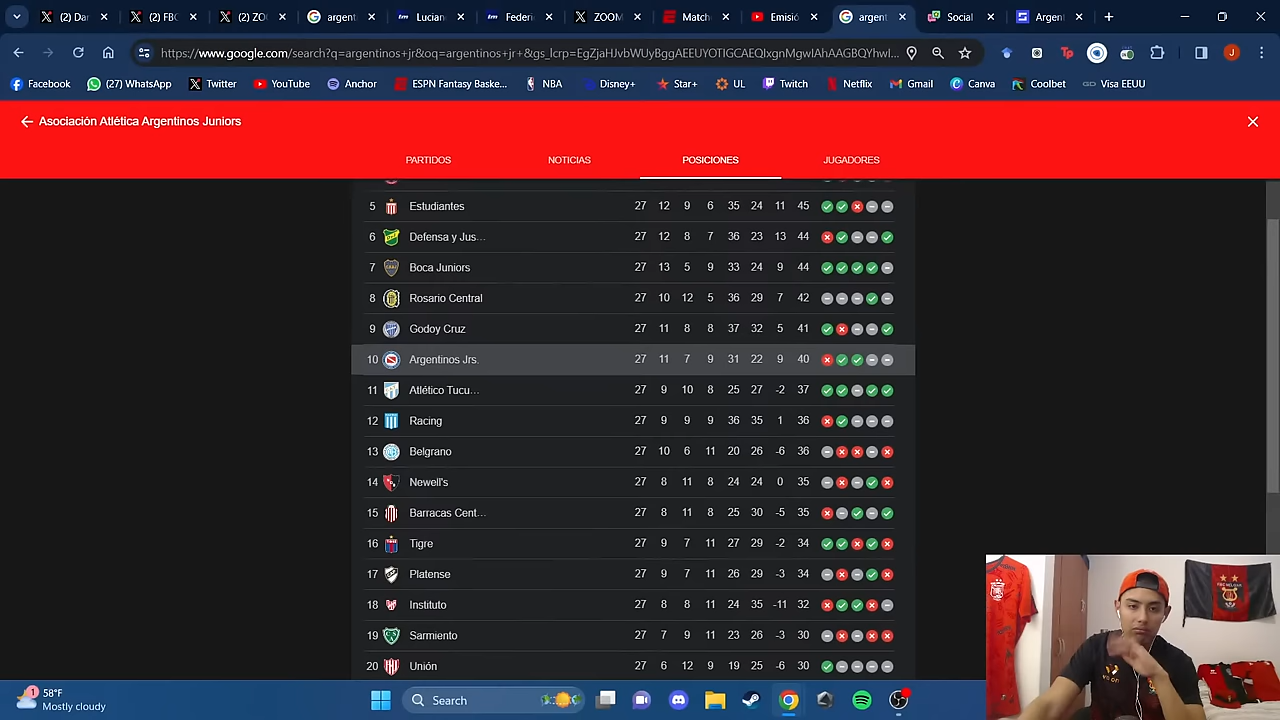 (2) Da
(2) FBC
(2) ZO
argent
Lucian
Federic
ZOOM
Matche
Emisió
argent
Social
Argent
https://www.google.com/search?q=argentinos+jr&oq=argentinos+jr+&gs_lcrp=EgZjaHJvbWUyBggAEEUYOTIGCAEQIxgnMgwIAhAAGBQYhwI...
Facebook
(27) WhatsApp
Twitter
YouTube
Anchor
ESPN Fantasy Baske...
NBA
Disney+
Star+
UL
Twitch
Netflix
Gmail
Canva
Coolbet
Visa EEUU
Asociación Atlética Argentinos Juniors
PARTIDOS NOTICIAS POSICIONES JUGADORES
5 Estudiantes 27 12 9 6 35 24 11 45
6 Defensa y Jus... 27 12 8 7 36 23 13 44
7 Boca Juniors 27 13 5 9 33 24 9 44
8 Rosario Central 27 10 12 5 36 29 7 42
9 Godoy Cruz 27 11 8 8 37 32 5 41
10 Argentinos Jrs. 27 11 7 9 31 22 9 40
11 Atlético Tucu... 27 9 10 8 25 27 -2 37
12 Racing 27 9 9 9 36 35 1 36
13 Belgrano 27 10 6 11 20 26 -6 36
14 Newell's 27 8 11 8 24 24 0 35
15 Barracas Cent... 27 8 11 8 25 30 -5 35
16 Tigre 27 9 7 11 27 29 -2 34
17 Platense 27 9 7 11 26 29 -3 34
18 Instituto 27 8 8 11 24 35 -11 32
19 Sarmiento 27 7 9 11 23 26 -3 30
20 Unión 27 6 12 9 19 25 -6 30
FBC MELGAR
1
58°F
Mostly cloudy
Search